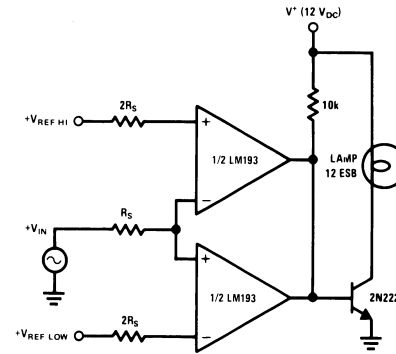 V+ (12 VDC)
2RS
+VREF HI
+
10k
1/2 LM193
LAMP
12 ESB
−
RS
+VIN
+
1/2 LM193
2N222
2RS
+VREF LOW
−